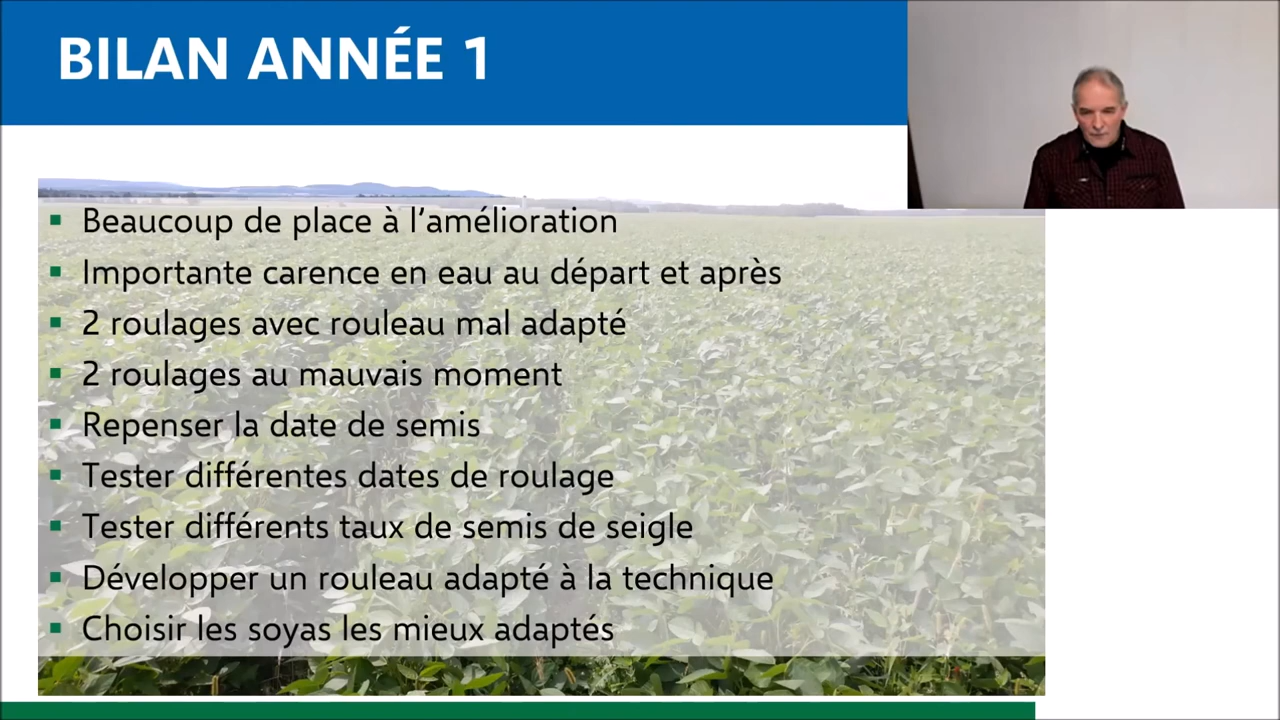 BILAN ANNÉE 1
Beaucoup de place à l'amélioration
Importante carence en eau au départ et après
2 roulages avec rouleau mal adapté
2 roulages au mauvais moment
Repenser la date de semis
Tester différentes dates de roulage
Tester différents taux de semis de seigle
Développer un rouleau adapté à la technique
Choisir les soyas les mieux adaptés